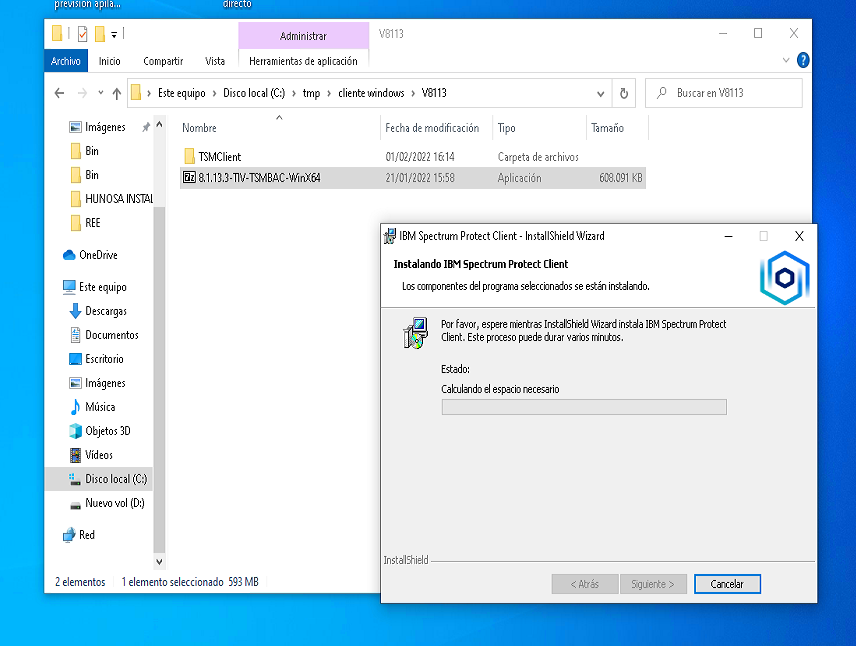 prevision apila...
directo
Administrar
V8113
Archivo
Inicio
Compartir
Vista
Herramientas de aplicación
Este equipo > Disco local (C:) > tmp > cliente windows > V8113
Buscar en V8113
Nombre
Fecha de modificación
Tipo
Tamaño
TSMClient
01/02/2022 16:14
Carpeta de archivos
8.1.13.3-TIV-TSMBAC-WinX64
21/01/2022 15:58
Aplicación
608.091 KB
Imágenes
Bin
Bin
HUNOSA INSTAL
REE
OneDrive
Este equipo
Descargas
Documentos
Escritorio
Imágenes
Música
Objetos 3D
Vídeos
Disco local (C:)
Nuevo vol (D:)
Red
2 elementos
1 elemento seleccionado 593 MB
IBM Spectrum Protect Client - InstallShield Wizard
Instalando IBM Spectrum Protect Client
Los componentes del programa seleccionados se están instalando.
Por favor, espere mientras InstallShield Wizard instala IBM Spectrum Protect
Client. Este proceso puede durar varios minutos.
Estado:
Calculando el espacio necesario
InstallShield
< Atrás
Siguiente >
Cancelar